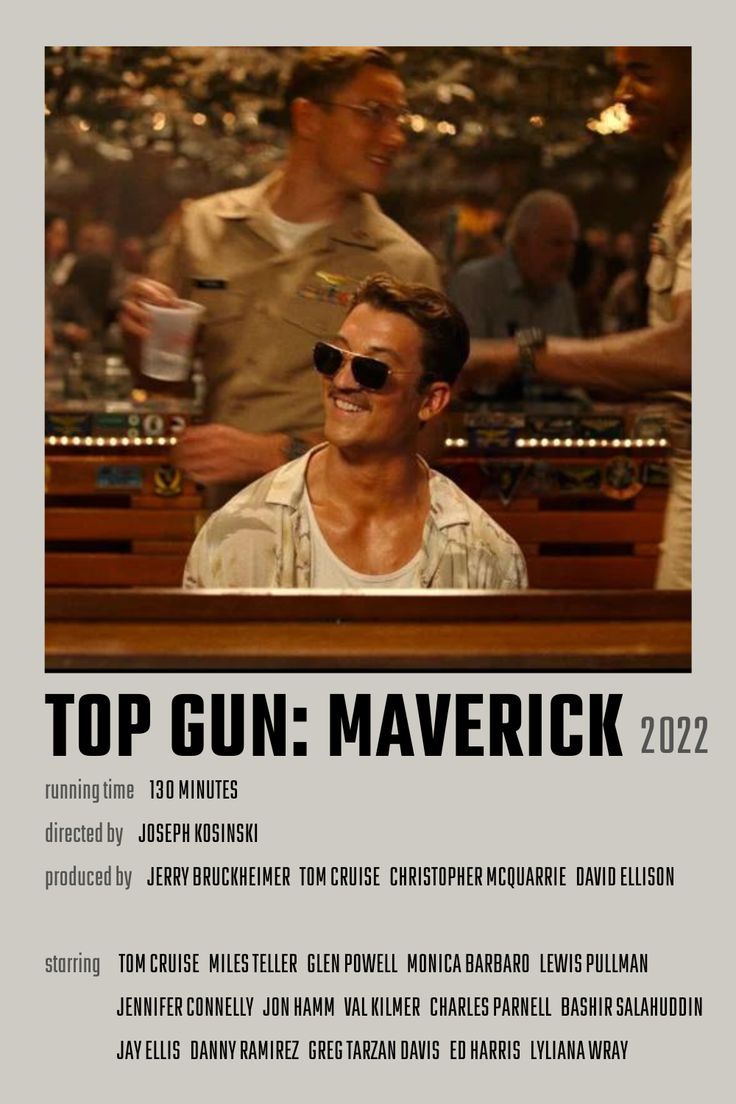 TOP GUN: MAVERICK 2022
running time 130 MINUTES
directed by JOSEPH KOSINSKI
produced by JERRY BRUCKHEIMER TOM CRUISE CHRISTOPHER MCQUARRIE DAVID ELLISON
starring TOM CRUISE MILES TELLER GLEN POWELL MONICA BARBARO LEWIS PULLMAN
JENNIFER CONNELLY JON HAMM VAL KILMER CHARLES PARNELL BASHIR SALAHUDDIN
JAY ELLIS DANNY RAMIREZ GREG TARZAN DAVIS ED HARRIS LYLIANA WRAY